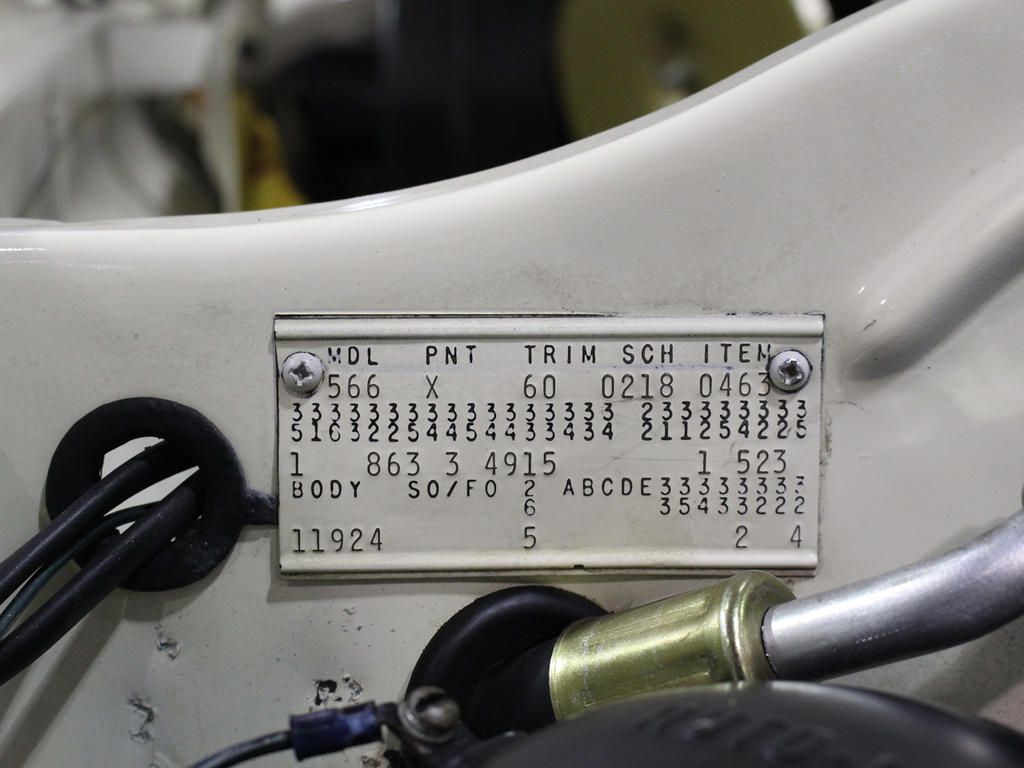 MDL PNT TRIM SCH ITEM
566 X 60 0218 0463
33333333333333333 233333333
51632254454433434 211254225
1 863 3 4915 1 523
BODY SO/FO 2 ABCDE33333333
6 35433222
11924 5 2 4